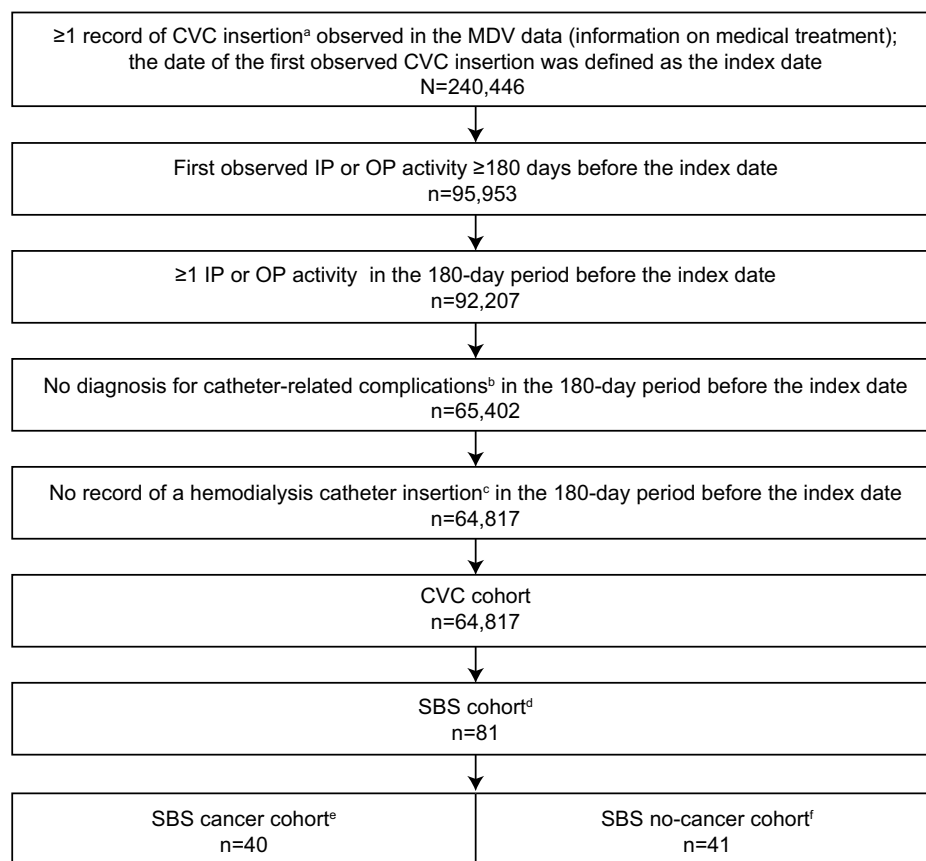 ≥1 record of CVC insertionᵃ observed in the MDV data (information on medical treatment);
the date of the first observed CVC insertion was defined as the index date
N=240,446
First observed IP or OP activity ≥180 days before the index date
n=95,953
≥1 IP or OP activity in the 180-day period before the index date
n=92,207
No diagnosis for catheter-related complicationsᵇ in the 180-day period before the index date
n=65,402
No record of a hemodialysis catheter insertionᶜ in the 180-day period before the index date
n=64,817
CVC cohort
n=64,817
SBS cohortᵈ
n=81
SBS cancer cohortᵉ
n=40
SBS no-cancer cohortᶠ
n=41